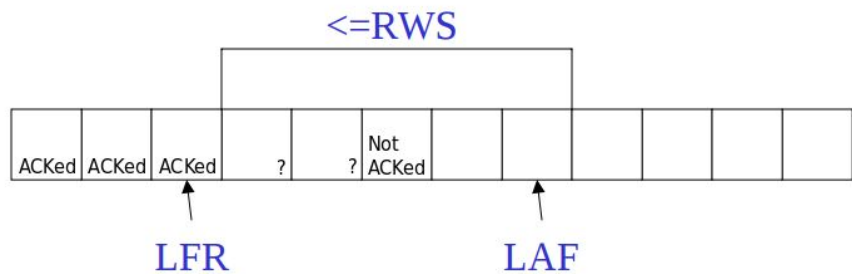 <=RWS
ACKed ACKed ACKed ? ? Not
ACKed
LFR LAF